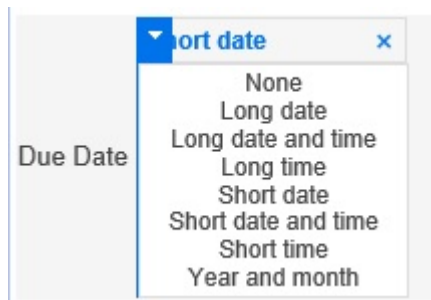 hort date ×
None
Long date
Long date and time
Long time
Due Date
Short date
Short date and time
Short time
Year and month